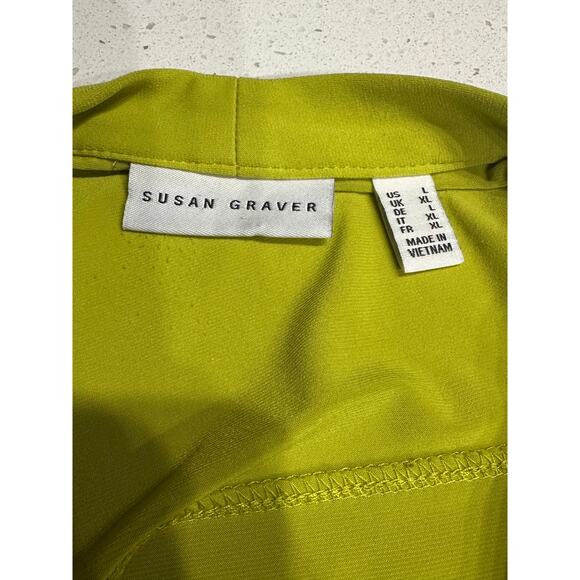 SUSAN GRAVER
US L
UK XL
DE L
IT XL
FR XL
MADE IN
VIETNAM